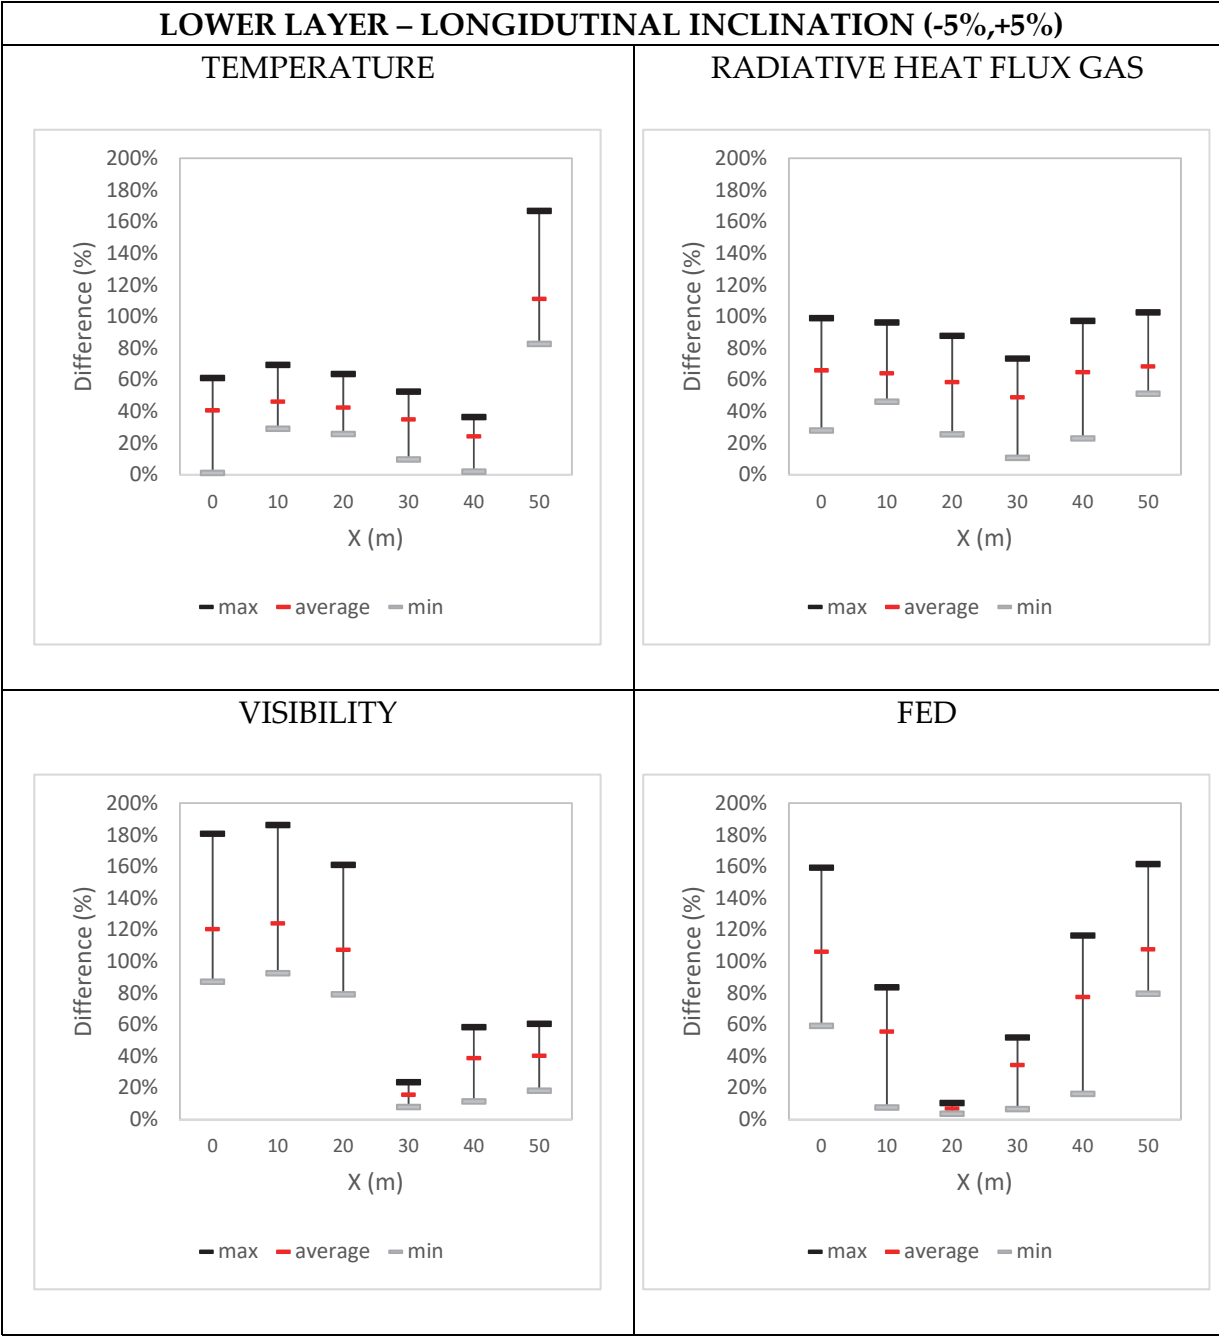 LOWER LAYER – LONGIDUTINAL INCLINATION (-5%,+5%)
TEMPERATURE
200%
180%
160%
140%
120%
100%
80%
60%
40%
20%
0%
Difference (%)
0 10 20 30 40 50
X (m)
max average min
RADIATIVE HEAT FLUX GAS
200%
180%
160%
140%
120%
100%
80%
60%
40%
20%
0%
Difference (%)
0 10 20 30 40 50
X (m)
max average min
VISIBILITY
200%
180%
160%
140%
120%
100%
80%
60%
40%
20%
0%
Difference (%)
0 10 20 30 40 50
X (m)
max average min
FED
200%
180%
160%
140%
120%
100%
80%
60%
40%
20%
0%
Difference (%)
0 10 20 30 40 50
X (m)
max average min